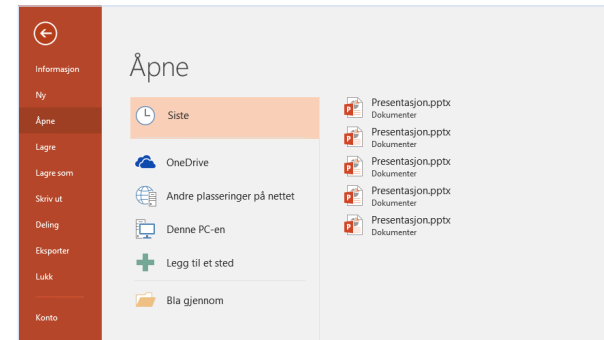 Informasjon
Ny
Åpne
Lagre
Lagre som
Skriv ut
Deling
Eksporter
Lukk
Konto
Åpne
Siste
OneDrive
Andre plasseringer på nettet
Denne PC-en
Legg til et sted
Bla gjennom
Presentasjon.pptx
Dokumenter
Presentasjon.pptx
Dokumenter
Presentasjon.pptx
Dokumenter
Presentasjon.pptx
Dokumenter
Presentasjon.pptx
Dokumenter